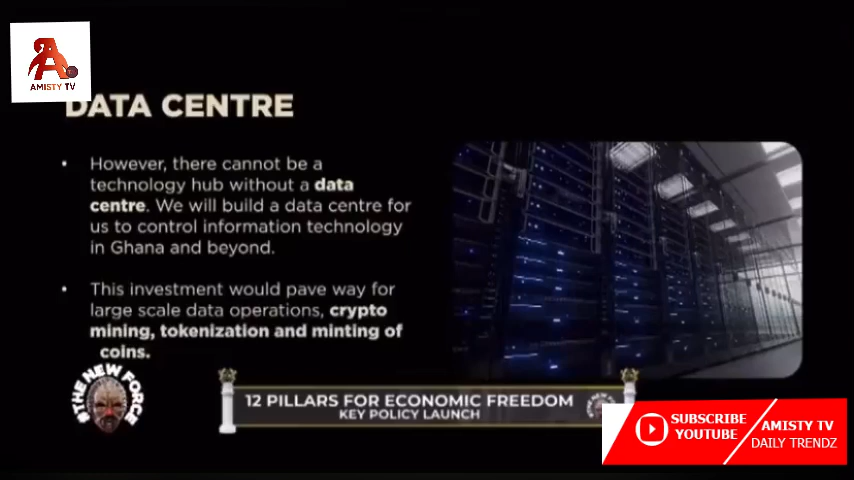 AMISTY TV
DATA CENTRE
• However, there cannot be a
technology hub without a data
centre. We will build a data centre for
us to control information technology
in Ghana and beyond.
• This investment would pave way for
large scale data operations, crypto
mining, tokenization and minting of
coins.
#THE NEW FORCE
12 PILLARS FOR ECONOMIC FREEDOM
KEY POLICY LAUNCH
SUBSCRIBE
YOUTUBE
AMISTY TV
DAILY TRENDZ